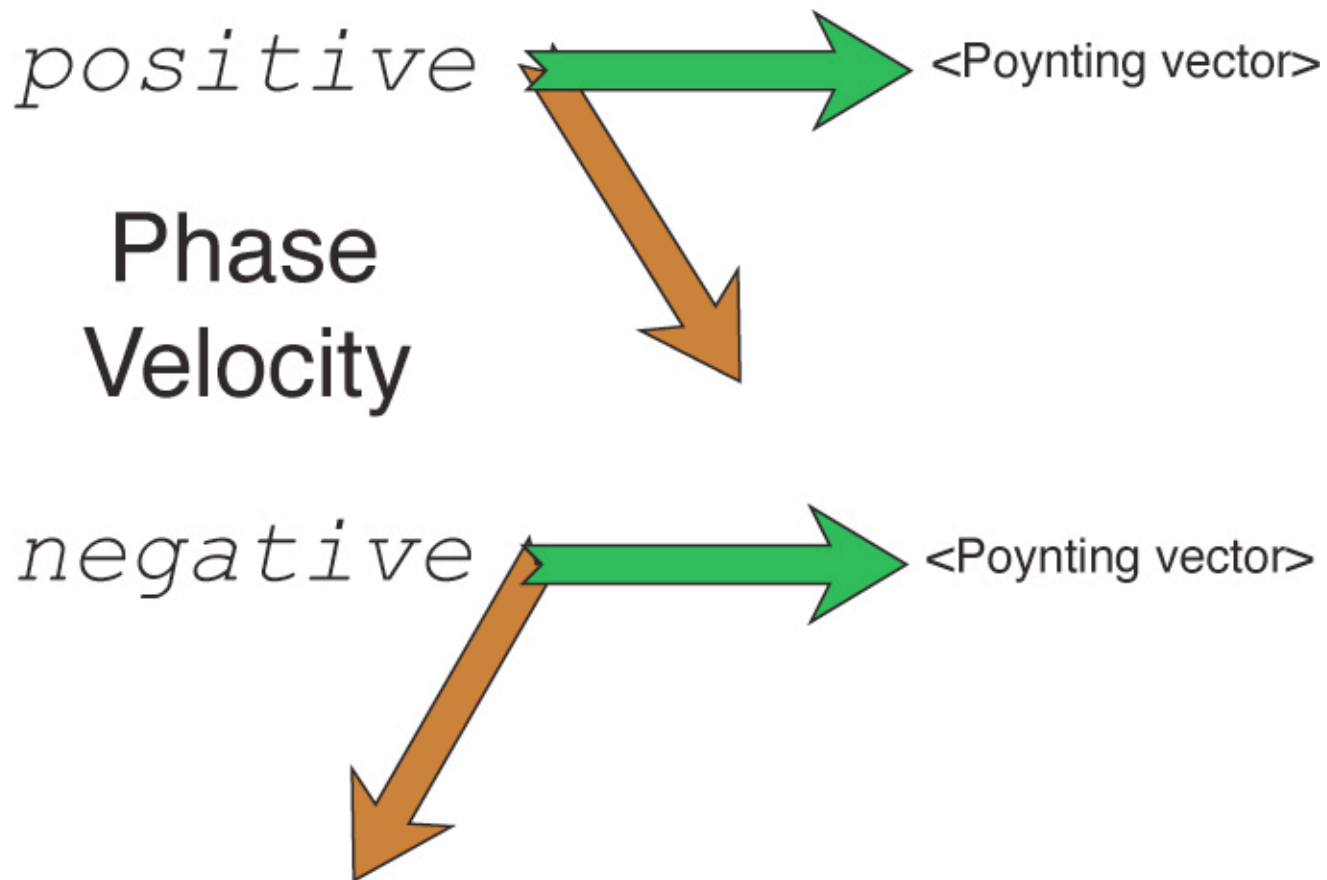 positive
<Poynting vector>
Phase
Velocity
negative
<Poynting vector>